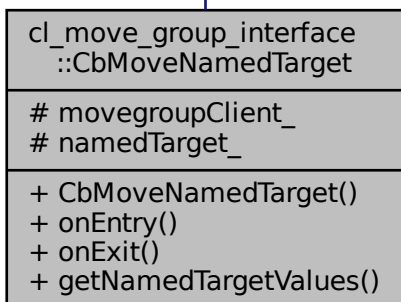 cl_move_group_interface
::CbMoveNamedTarget
# movegroupClient_
# namedTarget_
+ CbMoveNamedTarget()
+ onEntry()
+ onExit()
+ getNamedTargetValues()